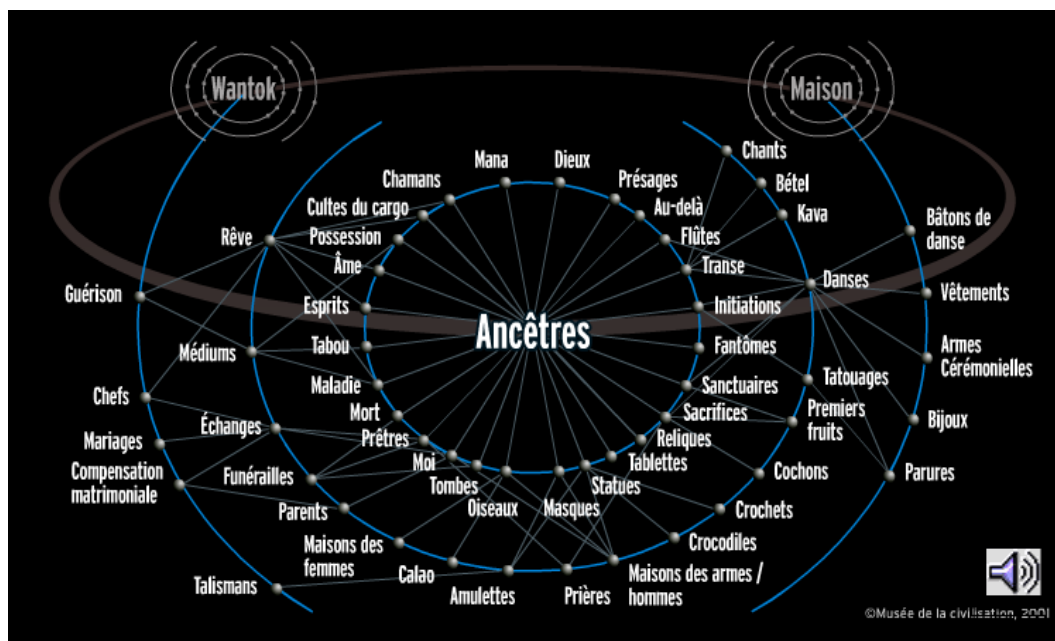 Wantok
Maison
Chants
Mana
Dieux
Chamans
Présages
Bétel
Cultes du cargo
Au-delà
Kava
Rêve
Possession
Flûtes
Bâtons de
danse
Âme
Transe
Danses
Guérison
Esprits
Initiations
Vêtements
Ancêtres
Médiums
Tabou
Fantômes
Armes
Cérémonielles
Maladie
Sanctuaires
Tatouages
Chefs
Mort
Sacrifices
Premiers
fruits
Bijoux
Mariages
Échanges
Prêtres
Reliques
Moi
Tablettes
Compensation
matrimoniale
Funérailles
Tombes
Statues
Cochons
Parures
Parents
Oiseaux
Masques
Crochets
Maisons des
femmes
Crocodiles
Calao
Maisons des armes /
hommes
Talismans
Amulettes
Prières
©Musée de la civilisation, 2001